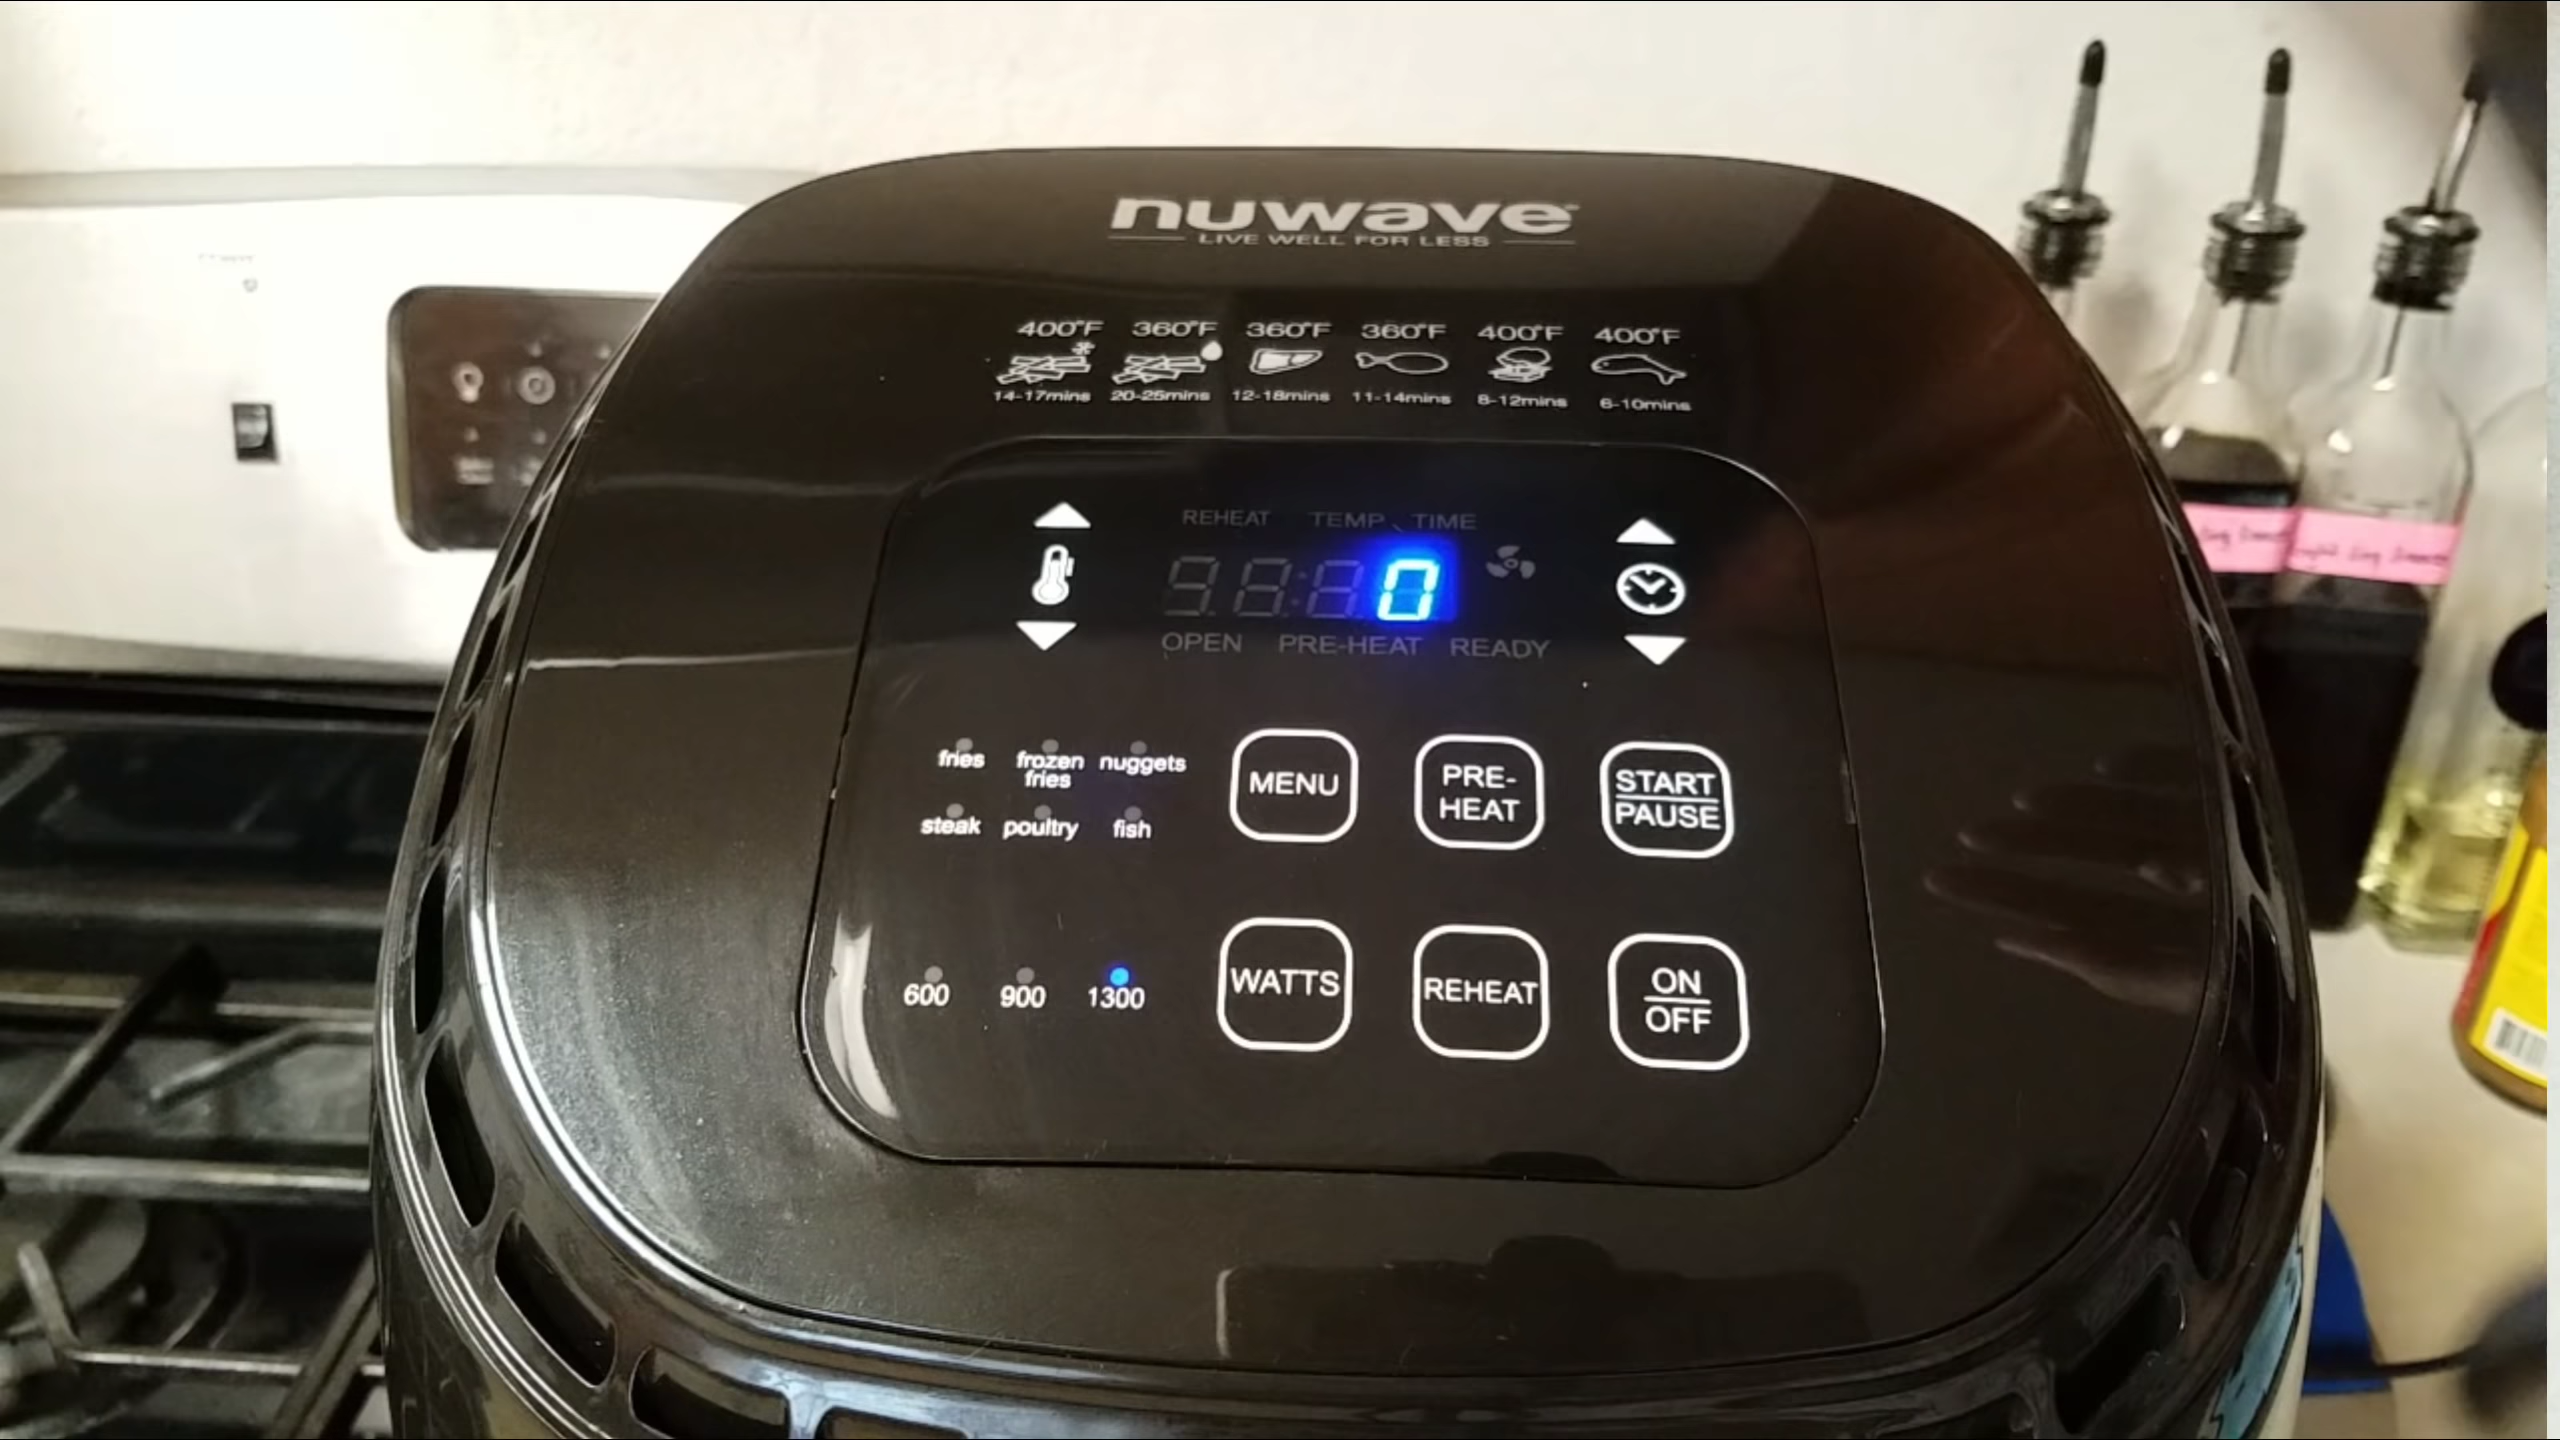 nuwave
LIVE WELL FOR LESS
400°F 360°F 360°F 360°F 400°F 400°F
14-17mins 20-25mins 12-18mins 11-14mins 8-12mins 6-10mins
REHEAT TEMP TIME
0
OPEN PRE-HEAT READY
fries frozen fries nuggets
steak poultry fish
MENU
PRE-
HEAT
START
PAUSE
600 900 1300
WATTS
REHEAT
ON
OFF